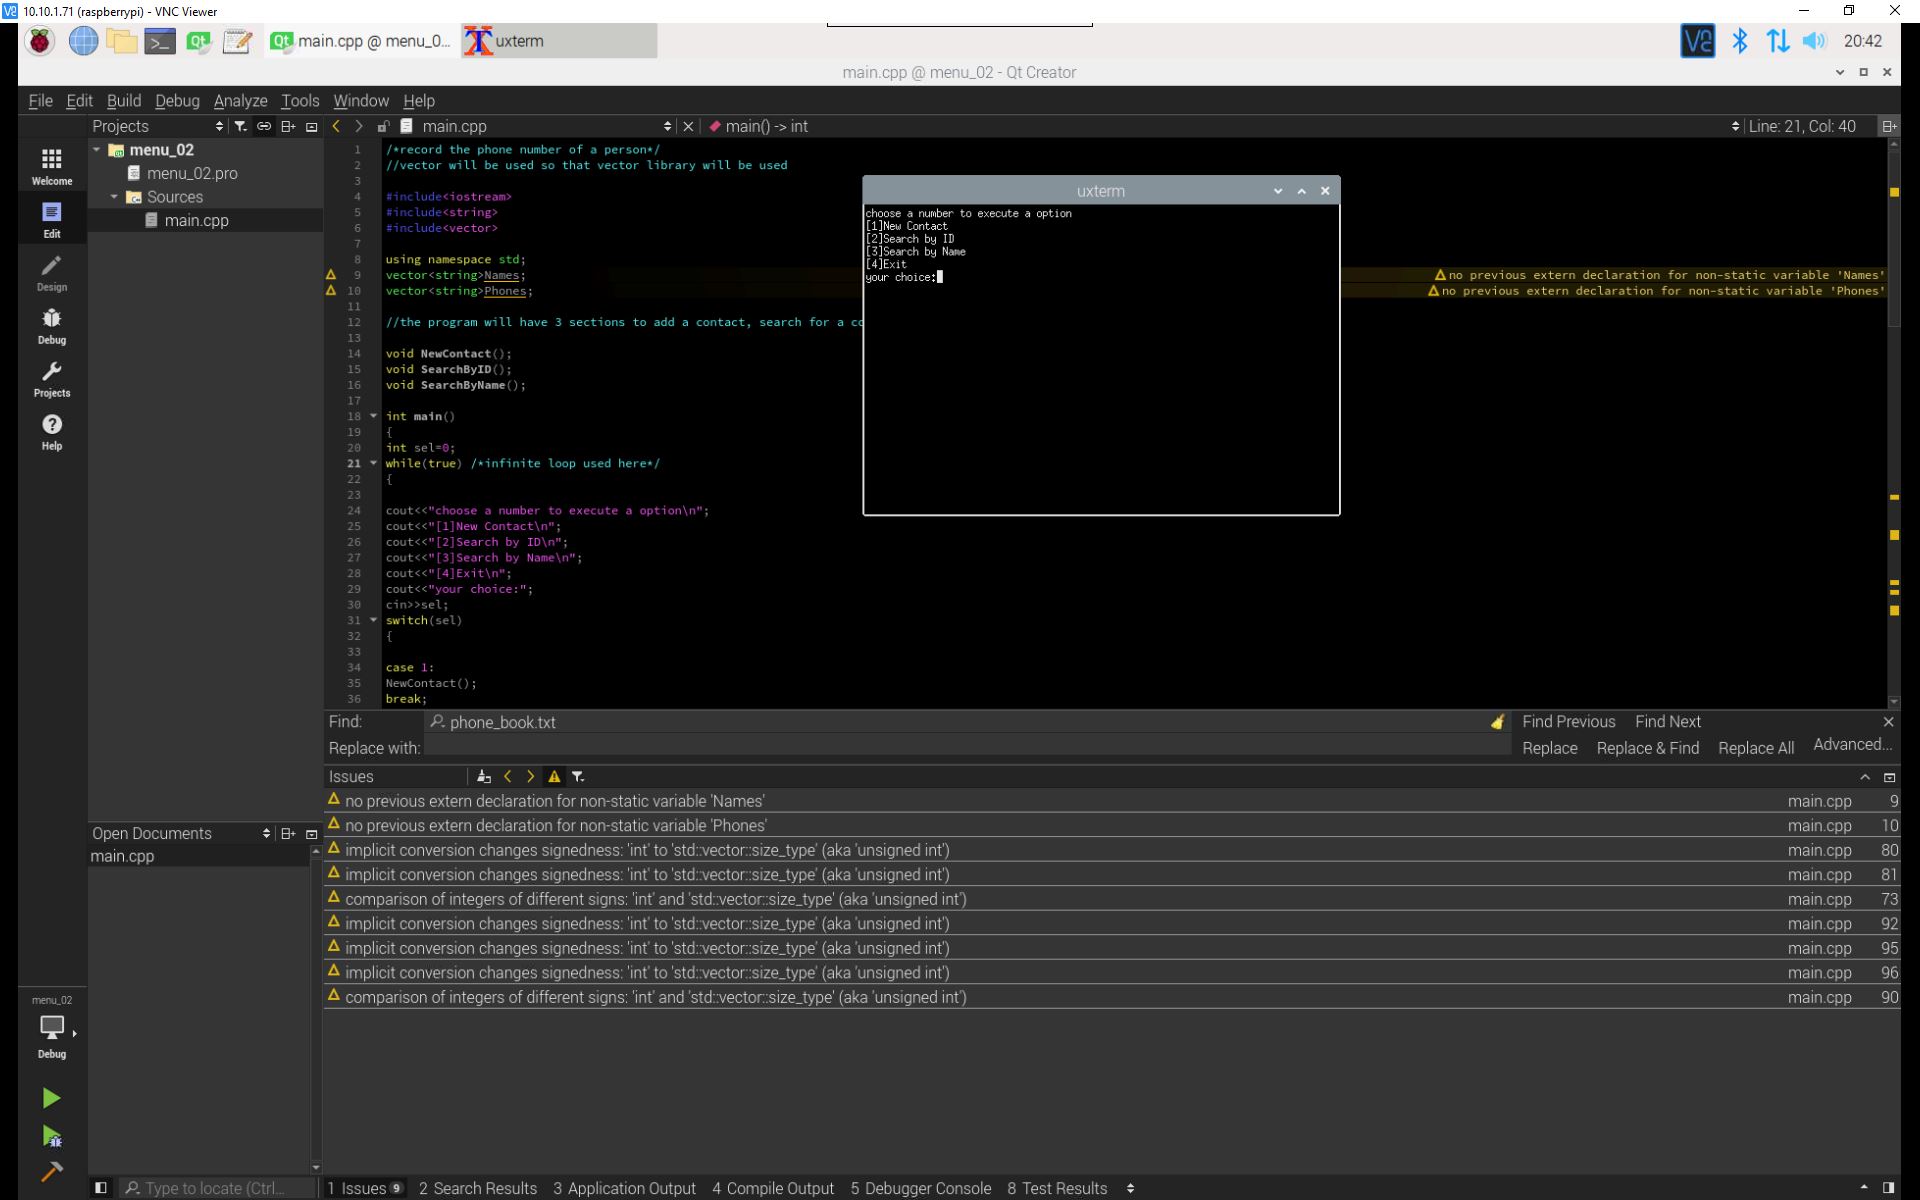 10.10.1.71 (raspberrypi) - VNC Viewer
main.cpp @ menu_0...
uxterm
20:42
main.cpp @ menu_02 - Qt Creator
File Edit Build Debug Analyze Tools Window Help
Projects
main.cpp
main() -> int
Line: 21, Col: 40
menu_02
menu_02.pro
Sources
main.cpp
Welcome
Edit
Design
Debug
Projects
Help
1 /*record the phone number of a person*/
2 //vector will be used so that vector library will be used
3
4 #include<iostream>
5 #include<string>
6 #include<vector>
7
8 using namespace std;
9 vector<string>Names; no previous extern declaration for non-static variable 'Names'
10 vector<string>Phones; no previous extern declaration for non-static variable 'Phones'
11
12 //the program will have 3 sections to add a contact, search for a co
13
14 void NewContact();
15 void SearchByID();
16 void SearchByName();
17
18 int main()
19 {
20 int sel=0;
21 while(true) /*infinite loop used here*/
22 {
23
24 cout<<"choose a number to execute a option\n";
25 cout<<"[1]New Contact\n";
26 cout<<"[2]Search by ID\n";
27 cout<<"[3]Search by Name\n";
28 cout<<"[4]Exit\n";
29 cout<<"your choice:";
30 cin>>sel;
31 switch(sel)
32 {
33
34 case 1:
35 NewContact();
36 break;
uxterm
choose a number to execute a option
[1]New Contact
[2]Search by ID
[3]Search by Name
[4]Exit
your choice:
Find: phone_book.txt Find Previous Find Next
Replace with: Replace Replace & Find Replace All Advanced...
Issues
no previous extern declaration for non-static variable 'Names' main.cpp 9
no previous extern declaration for non-static variable 'Phones' main.cpp 10
implicit conversion changes signedness: 'int' to 'std::vector::size_type' (aka 'unsigned int') main.cpp 80
implicit conversion changes signedness: 'int' to 'std::vector::size_type' (aka 'unsigned int') main.cpp 81
comparison of integers of different signs: 'int' and 'std::vector::size_type' (aka 'unsigned int') main.cpp 73
implicit conversion changes signedness: 'int' to 'std::vector::size_type' (aka 'unsigned int') main.cpp 92
implicit conversion changes signedness: 'int' to 'std::vector::size_type' (aka 'unsigned int') main.cpp 95
implicit conversion changes signedness: 'int' to 'std::vector::size_type' (aka 'unsigned int') main.cpp 96
comparison of integers of different signs: 'int' and 'std::vector::size_type' (aka 'unsigned int') main.cpp 90
Open Documents
main.cpp
menu_02
Debug
Type to locate (Ctrl...
1 Issues 9 2 Search Results 3 Application Output 4 Compile Output 5 Debugger Console 8 Test Results